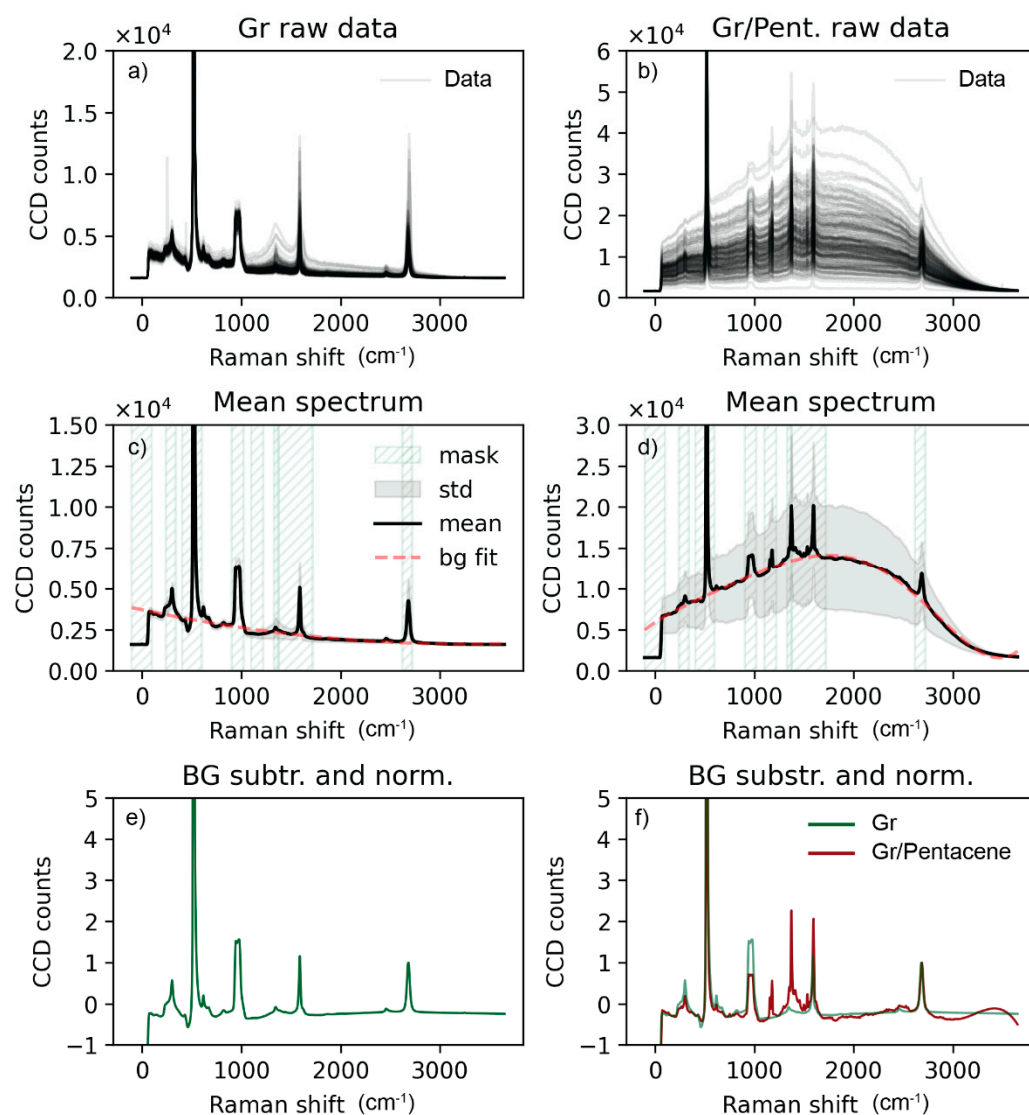 Gr raw data
×10⁴
a)
Data
2.0
1.5
1.0
0.5
0.0
CCD counts
0 1000 2000 3000
Raman shift (cm⁻¹)
Gr/Pent. raw data
×10⁴
b)
Data
6
5
4
3
2
1
0
CCD counts
0 1000 2000 3000
Raman shift (cm⁻¹)
Mean spectrum
×10⁴
c)
mask
std
mean
bg fit
1.50
1.25
1.00
0.75
0.50
0.25
0.00
CCD counts
0 1000 2000 3000
Raman shift (cm⁻¹)
Mean spectrum
×10⁴
d)
3.0
2.5
2.0
1.5
1.0
0.5
0.0
CCD counts
0 1000 2000 3000
Raman shift (cm⁻¹)
BG subtr. and norm.
e)
5
4
3
2
1
0
−1
CCD counts
0 1000 2000 3000
Raman shift (cm⁻¹)
BG substr. and norm.
f)
Gr
Gr/Pentacene
5
4
3
2
1
0
−1
CCD counts
0 1000 2000 3000
Raman shift (cm⁻¹)